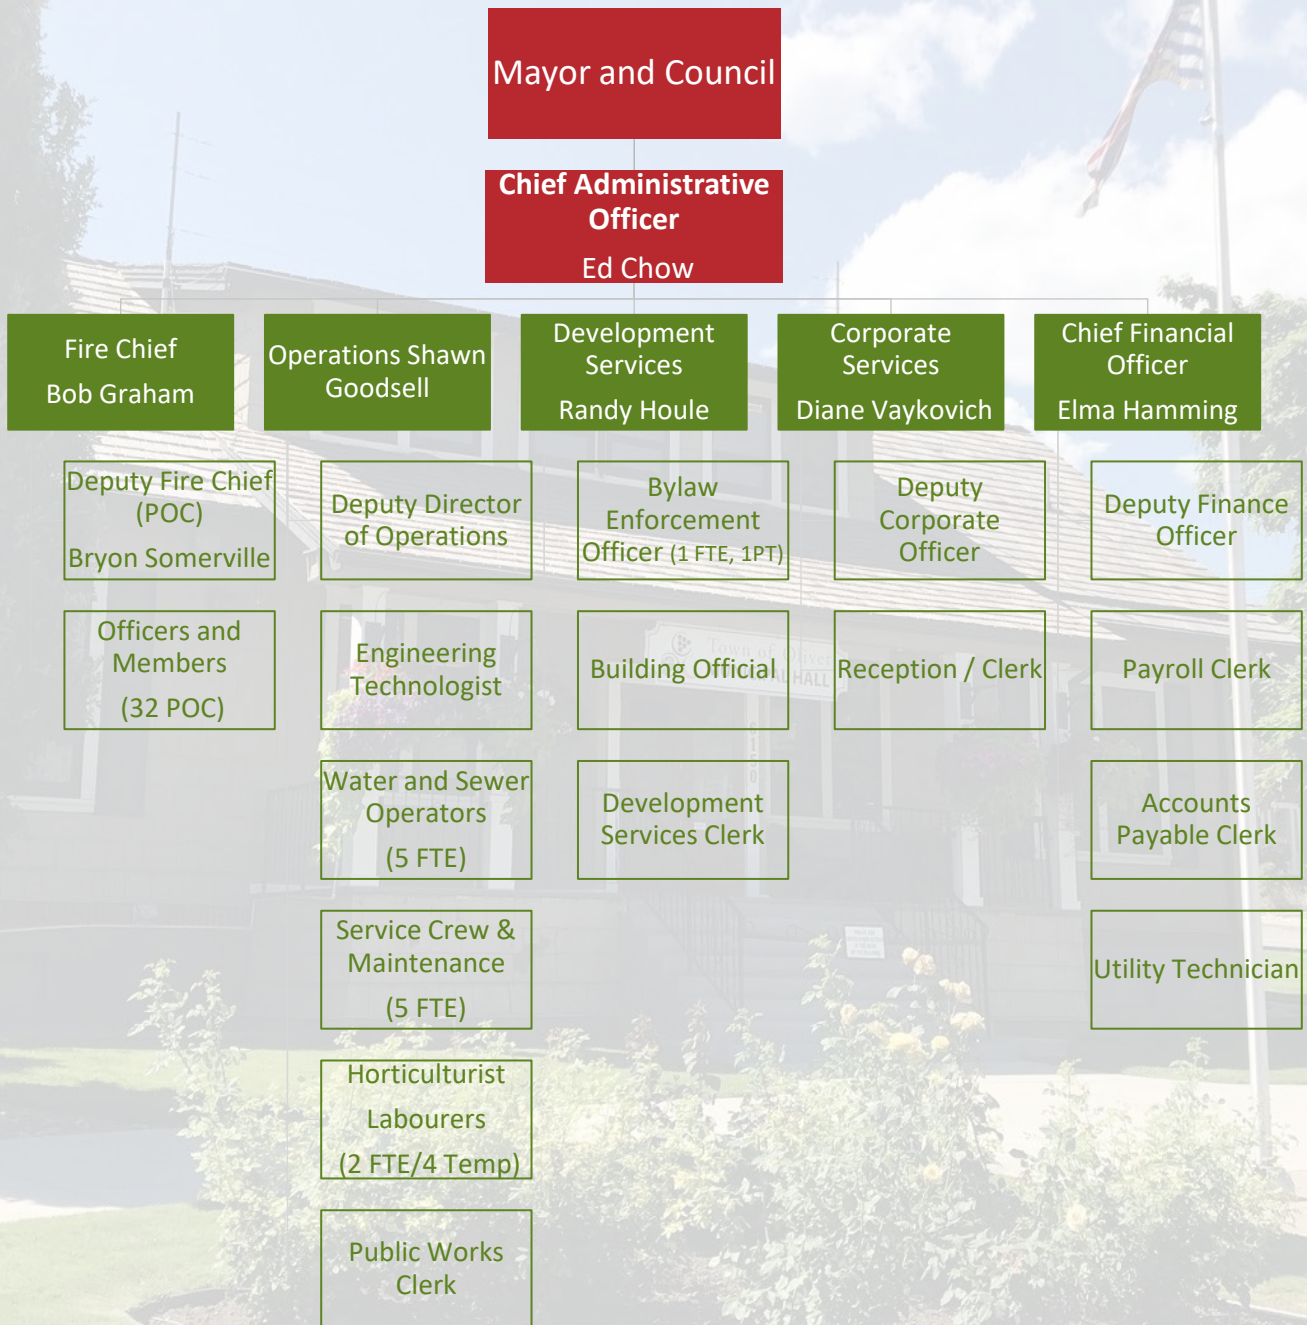 Mayor and Council
Chief Administrative
Officer
Ed Chow
Fire Chief
Bob Graham
Operations Shawn
Goodsell
Development
Services
Randy Houle
Corporate
Services
Diane Vaykovich
Chief Financial
Officer
Elma Hamming
Deputy Fire Chief
(POC)
Bryon Somerville
Officers and
Members
(32 POC)
Deputy Director
of Operations
Engineering
Technologist
Water and Sewer
Operators
(5 FTE)
Service Crew &
Maintenance
(5 FTE)
Horticulturist
Labourers
(2 FTE/4 Temp)
Public Works
Clerk
Bylaw
Enforcement
Officer (1 FTE, 1PT)
Building Official
Development
Services Clerk
Deputy
Corporate
Officer
Reception / Clerk
Deputy Finance
Officer
Payroll Clerk
Accounts
Payable Clerk
Utility Technician
Town of Oliver
HALL